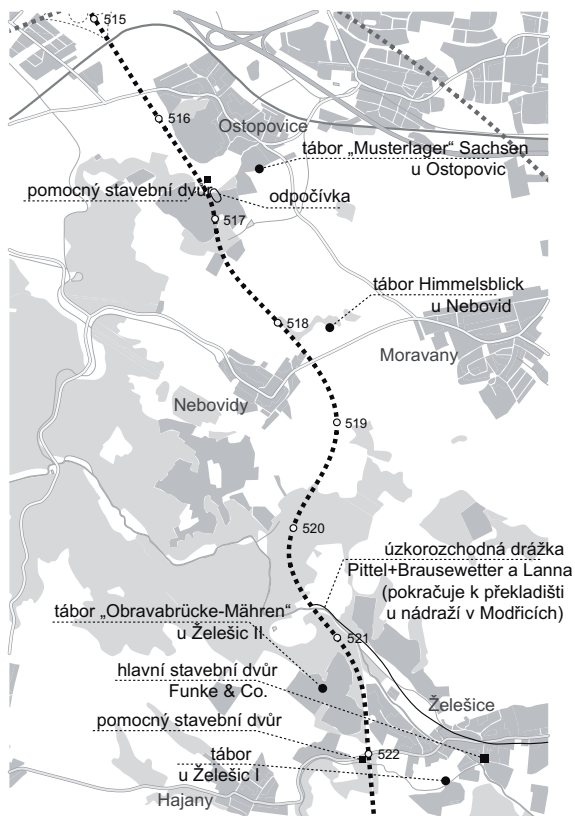 515
516
Ostopovice
tábor „Musterlager“ Sachsen
u Ostopovic
pomocný stavební dvůr
odpočívka
517
tábor Himmelsblick
u Nebovid
518
Moravany
Nebovidy
519
520
úzkorozchodná drážka
Pittel+Brausewetter a Lanna
(pokračuje k překladišti
u nádraží v Modřicích)
tábor „Obravabrücke-Mähren“
u Želešic II
521
hlavní stavební dvůr
Funke & Co.
Želešice
pomocný stavební dvůr
522
tábor
u Želešic I
Hajany